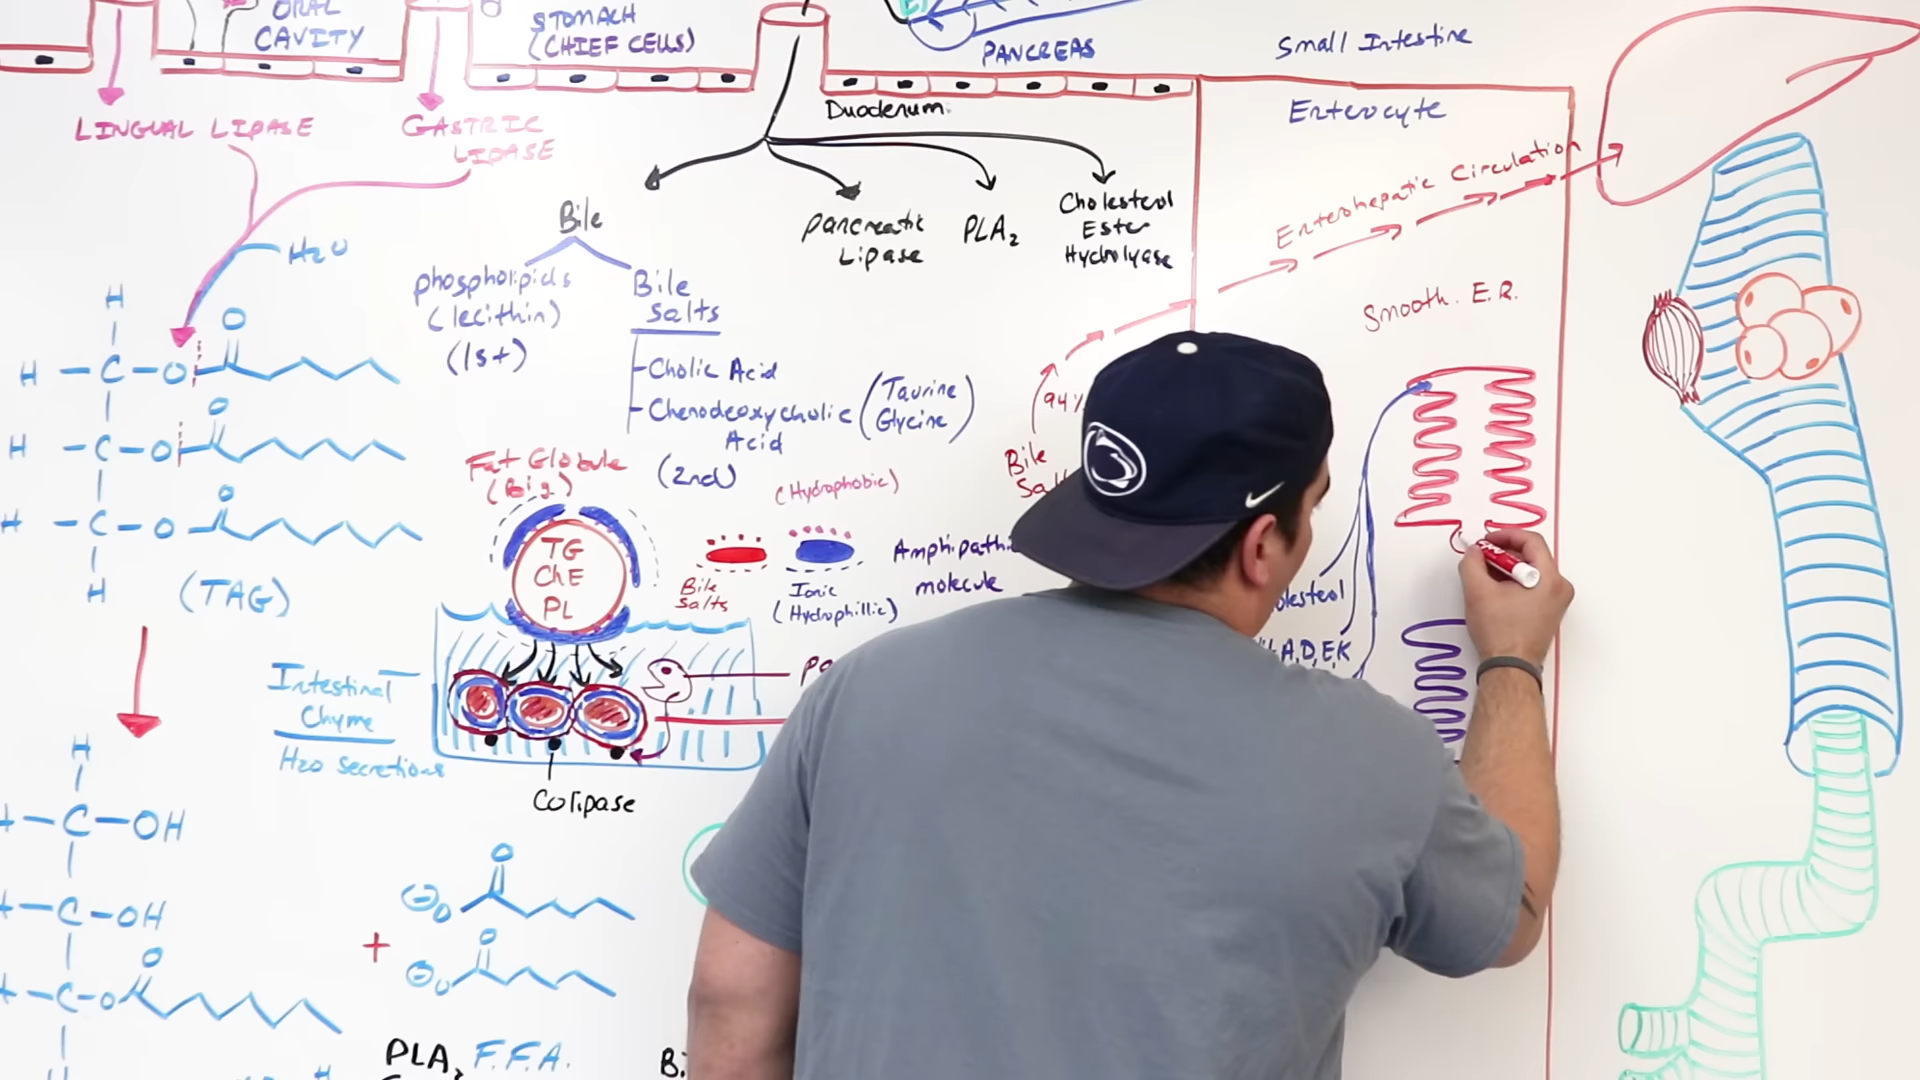 ORAL
CAVITY
STOMACH
(CHIEF CELLS)
PANCREAS
Small Intestine
LINGUAL LIPASE
GASTRIC
LIPASE
Duodenum
Enterocyte
Enterohepatic Circulation
H2O
Bile
pancreatic
Lipase
PLA2
Cholesterol
Ester
Hydrolyase
phospholipids
(lecithin)
(1st)
Bile
Salts
-Cholic Acid
-Chenodeoxycholic
Acid
(2nd)
(Taurine
Glycine)
Smooth. E.R.
94%
Bile
H
H-C-O
O
H-C-O
O
H-C-O
O
H
(TAG)
Fat Globule
(Big)
TG
ChE
PL
(Hydrophobic)
Bile
Salts
Ionic
(Hydrophillic)
molecule
A,D,E,K
Intestinal
Chyme
H2O Secretions
Colipase
H
C-OH
C-OH
O
C-O
+
O
O
O
O
PLA2 F.F.A.
H